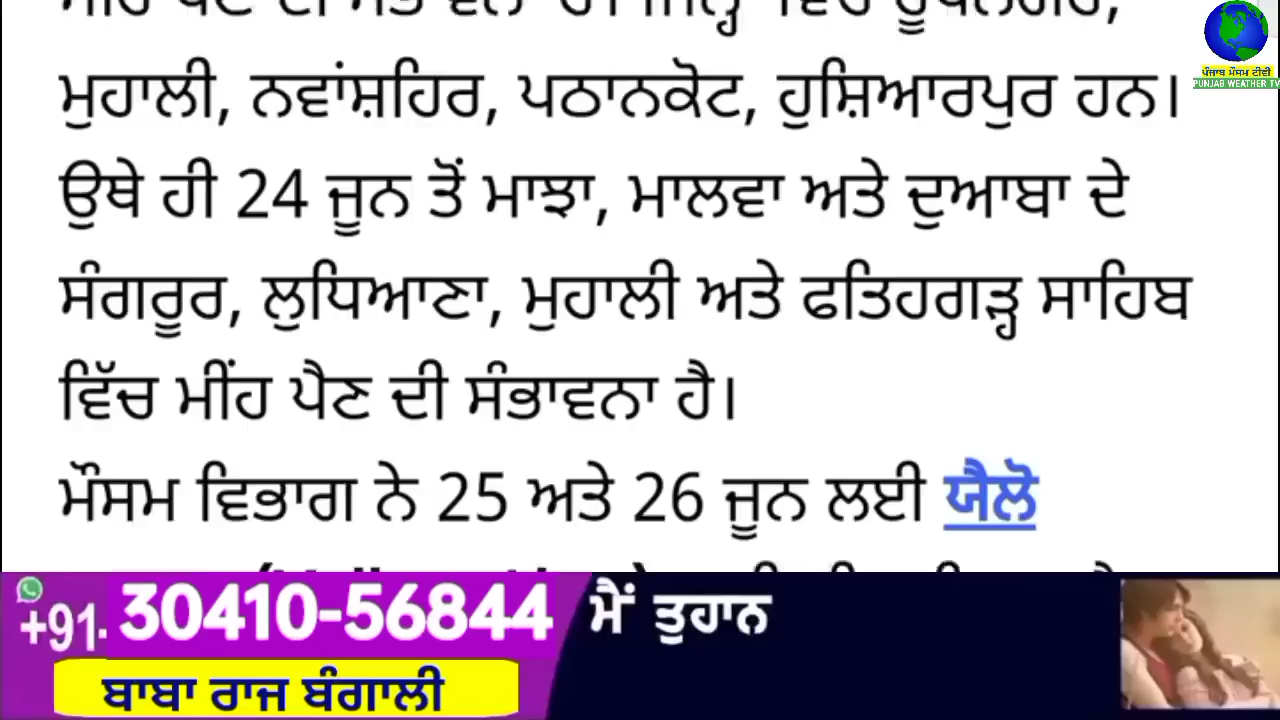 ਮੁਹਾਲੀ, ਨਵਾਂਸ਼ਹਿਰ, ਪਠਾਨਕੋਟ, ਹੁਸ਼ਿਆਰਪੁਰ ਹਨ।
ਉਥੇ ਹੀ 24 ਜੂਨ ਤੋਂ ਮਾਝਾ, ਮਾਲਵਾ ਅਤੇ ਦੁਆਬਾ ਦੇ
ਸੰਗਰੂਰ, ਲੁਧਿਆਣਾ, ਮੁਹਾਲੀ ਅਤੇ ਫਤਿਹਗੜ੍ਹ ਸਾਹਿਬ
ਵਿੱਚ ਮੀਂਹ ਪੈਣ ਦੀ ਸੰਭਾਵਨਾ ਹੈ।
ਮੌਸਮ ਵਿਭਾਗ ਨੇ 25 ਅਤੇ 26 ਜੂਨ ਲਈ ਯੈਲੋ
ਪੰਜਾਬ ਮੌਸਮ ਟੀਵੀ
PUNJAB WEATHER TV
+91- 30410-56844
ਬਾਬਾ ਰਾਜ ਬੰਗਾਲੀ
ਮੈਂ ਤੁਹਾਨ